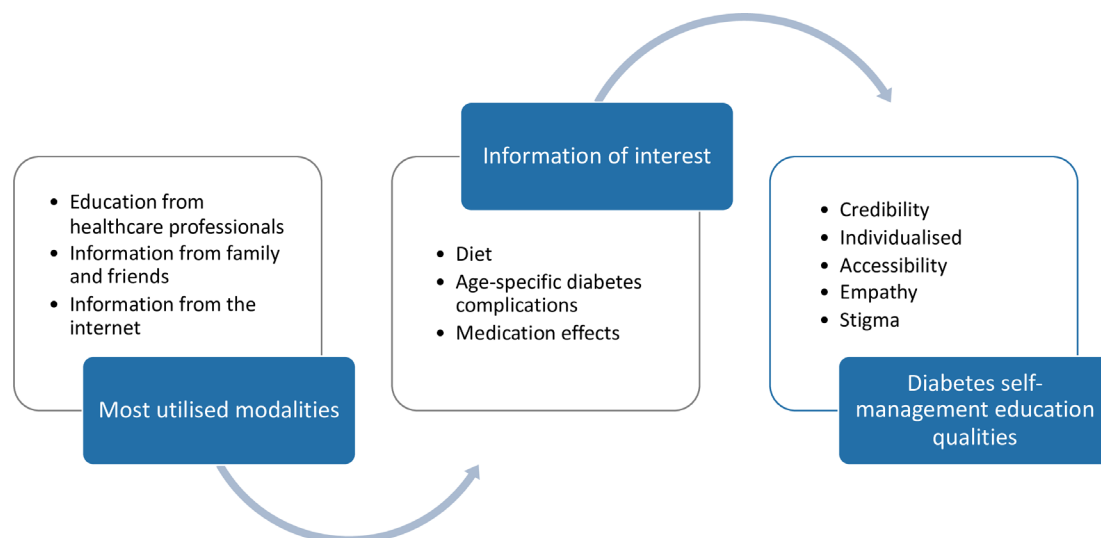 • Education from
healthcare professionals
• Information from family
and friends
• Information from the
internet
Most utilised modalities
Information of interest
• Diet
• Age-specific diabetes
complications
• Medication effects
• Credibility
• Individualised
• Accessibility
• Empathy
• Stigma
Diabetes self-
management education
qualities